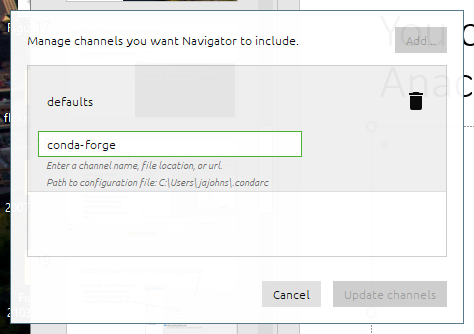 Manage channels you want Navigator to include.
Add...
defaults
conda-forge
Enter a channel name, file location, or url.
Path to configuration file: C:\Users\jajohns\.condarc
Cancel
Update channels